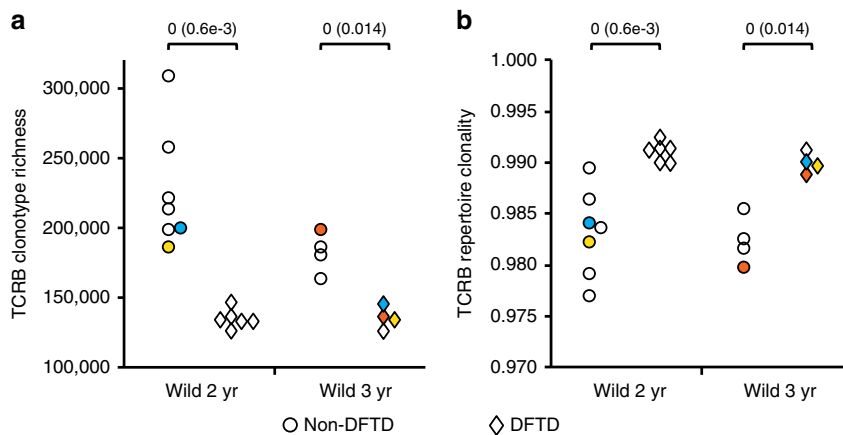 a
0 (0.6e-3)
0 (0.014)
TCRB clonotype richness
300,000
250,000
200,000
150,000
100,000
Wild 2 yr
Wild 3 yr
b
0 (0.6e-3)
0 (0.014)
TCRB repertoire clonality
1.000
0.995
0.990
0.985
0.980
0.975
0.970
Wild 2 yr
Wild 3 yr
Non-DFTD
DFTD